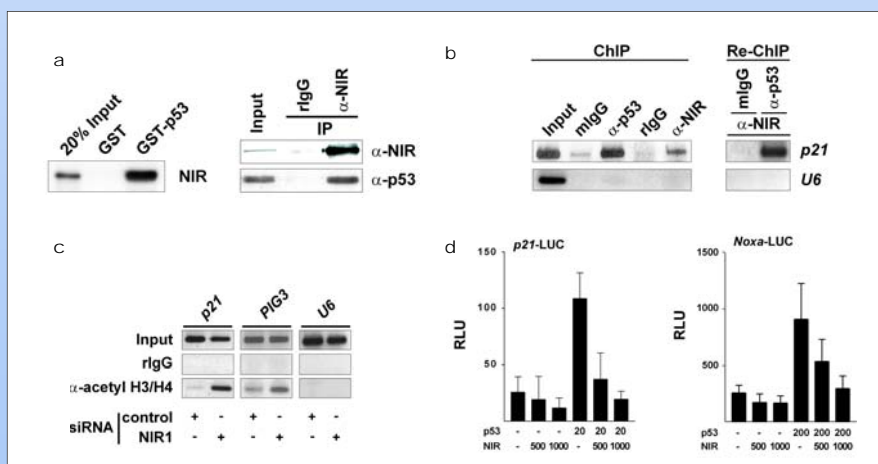 a
20% Input
GST
GST-p53
NIR
Input
rIgG
α-NIR
IP
α-NIR
α-p53
b
ChIP
Re-ChIP
Input
mIgG
α-p53
rIgG
α-NIR
mIgG
α-p53
α-NIR
p21
U6
c
p21
PIG3
U6
Input
rIgG
α-acetyl H3/H4
siRNA
control + - + - + -
NIR1 - + - + - +
d
p21-LUC
150
100
50
RLU
p53 - - - 20 20 20
NIR - 500 1000 - 500 1000
Noxa-LUC
1500
1000
500
RLU
p53 - - - 200 200 200
NIR - 500 1000 - 500 1000